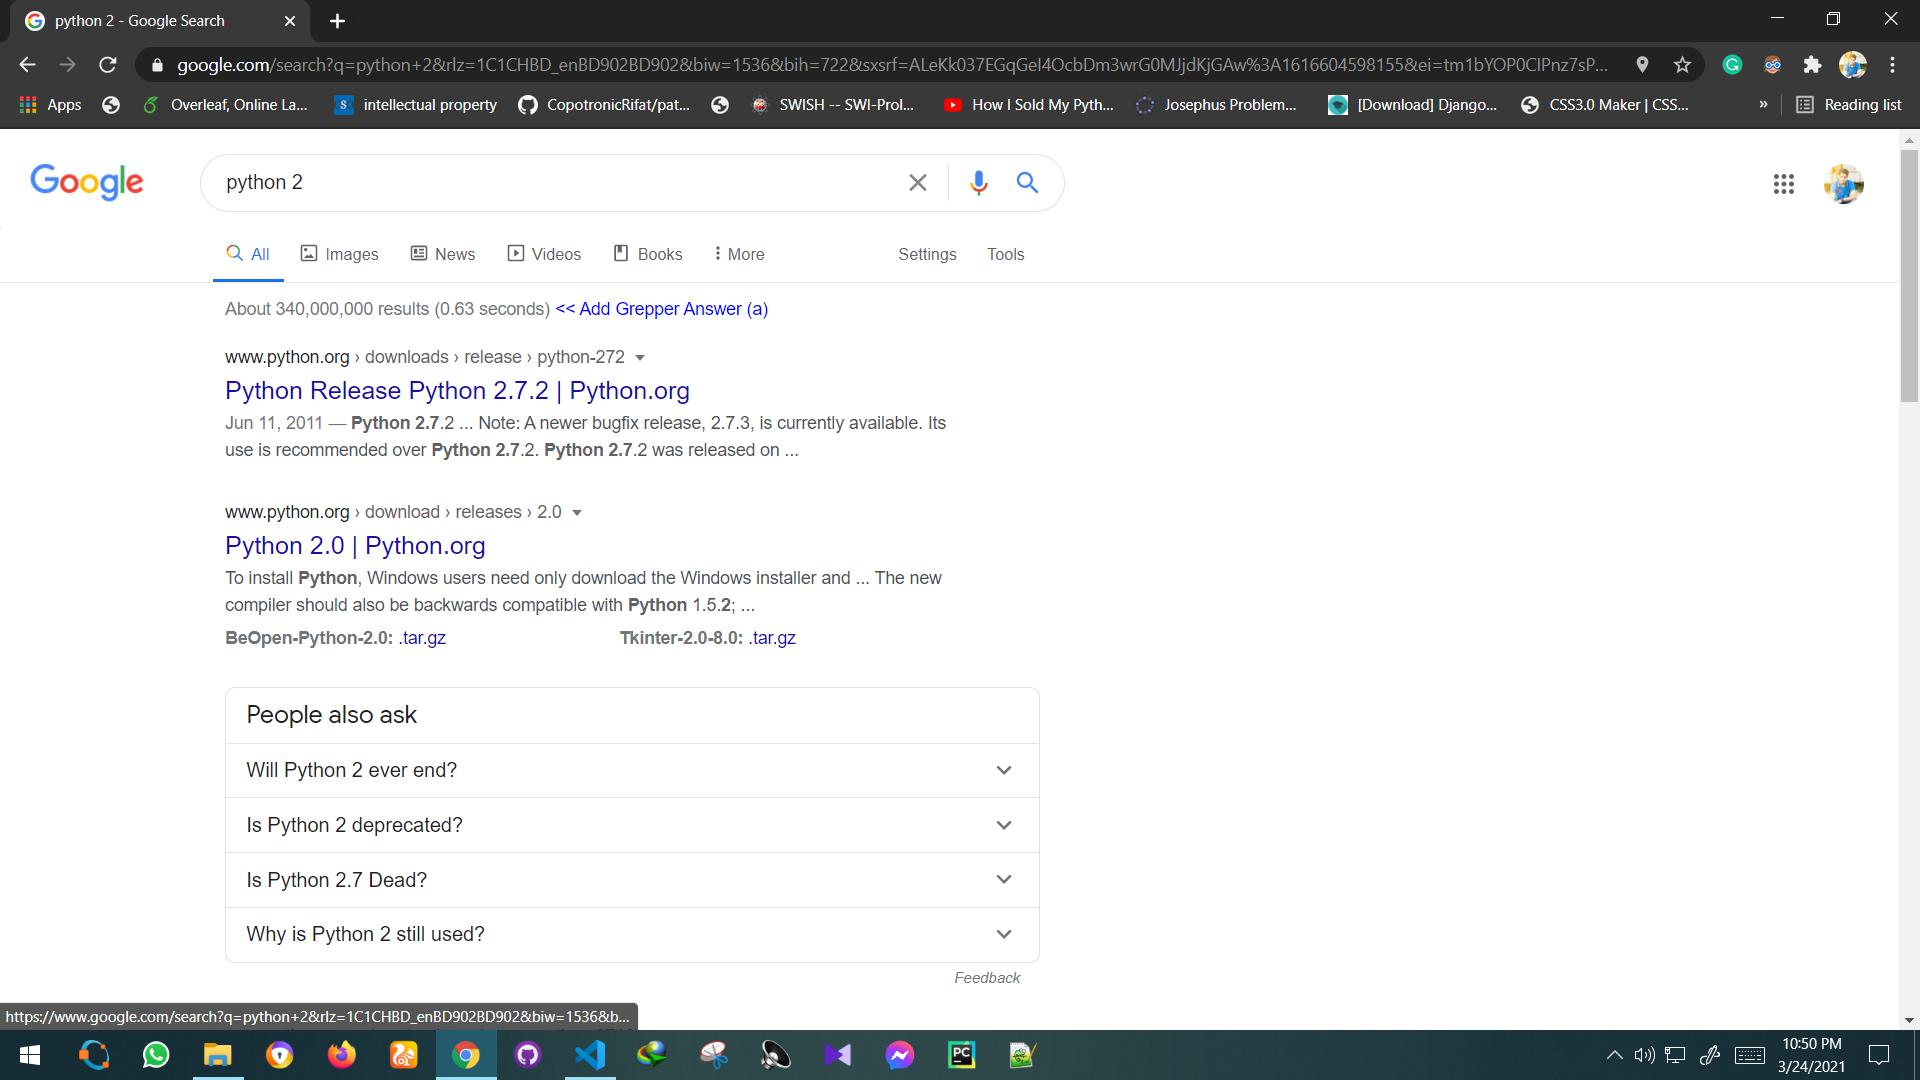 python 2 - Google Search
google.com/search?q=python+2&rlz=1C1CHBD_enBD902BD902&biw=1536&bih=722&sxsrf=ALeKk037EGqGeI4OcbDm3wrG0MJjdKjGAw%3A1616604598155&ei=tm1bYOP0CIPnz7sP...
Apps Overleaf, Online La... intellectual property CopotronicRifat/pat... SWISH -- SWI-Prol... How I Sold My Pyth... Josephus Problem... [Download] Django... CSS3.0 Maker | CSS... » Reading list
Google python 2
All Images News Videos Books More Settings Tools
About 340,000,000 results (0.63 seconds) << Add Grepper Answer (a)
www.python.org › downloads › release › python-272
Python Release Python 2.7.2 | Python.org
Jun 11, 2011 — Python 2.7.2 ... Note: A newer bugfix release, 2.7.3, is currently available. Its
use is recommended over Python 2.7.2. Python 2.7.2 was released on ...
www.python.org › download › releases › 2.0
Python 2.0 | Python.org
To install Python, Windows users need only download the Windows installer and ... The new
compiler should also be backwards compatible with Python 1.5.2; ...
BeOpen-Python-2.0: .tar.gz Tkinter-2.0-8.0: .tar.gz
People also ask
Will Python 2 ever end?
Is Python 2 deprecated?
Is Python 2.7 Dead?
Why is Python 2 still used?
Feedback
https://www.google.com/search?q=python+2&rlz=1C1CHBD_enBD902BD902&biw=1536&b...
PC
10:50 PM
3/24/2021